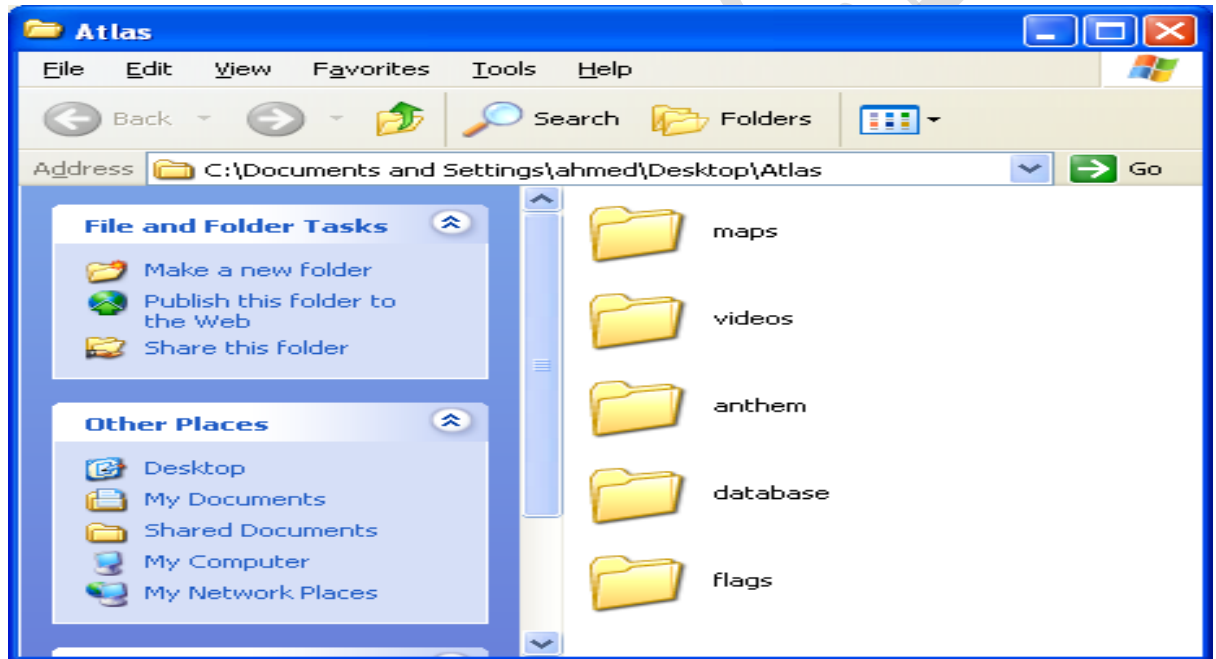 Atlas
File Edit View Favorites Tools Help
Back Search Folders
Address C:\Documents and Settings\ahmed\Desktop\Atlas Go
File and Folder Tasks
Make a new folder
Publish this folder to
the Web
Share this folder
Other Places
Desktop
My Documents
Shared Documents
My Computer
My Network Places
maps
videos
anthem
database
flags